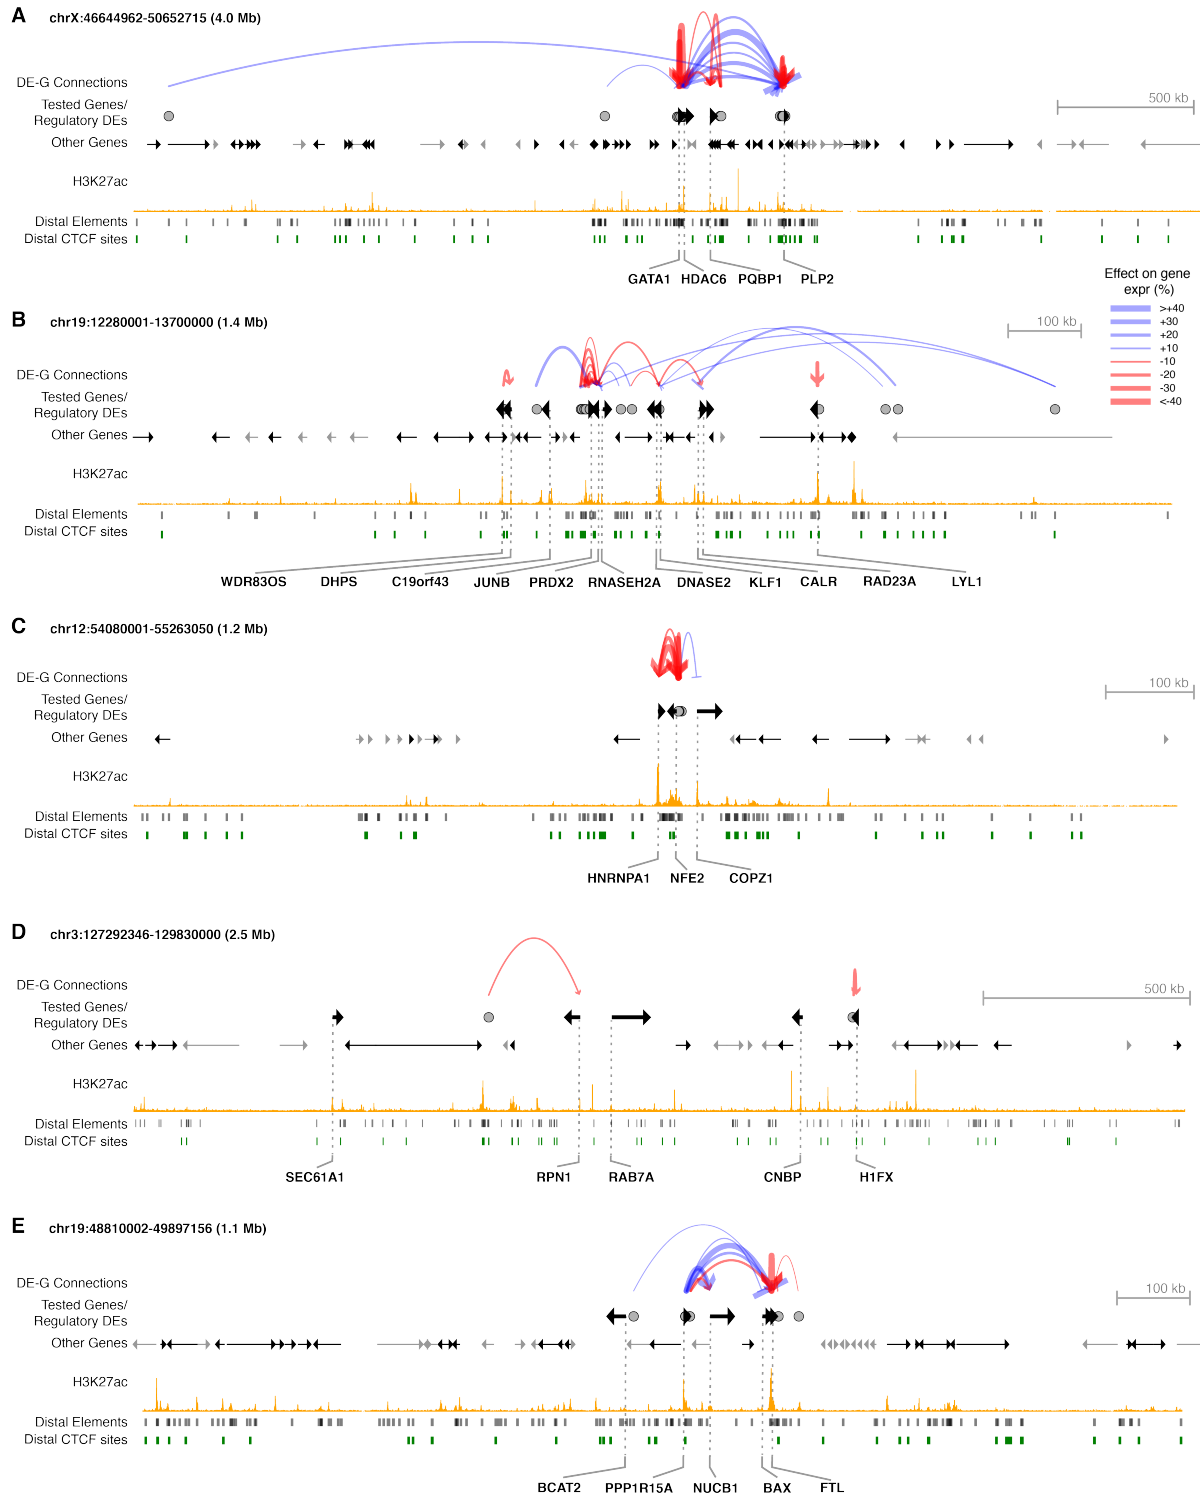 A
chrX:46644962-50652715 (4.0 Mb)
DE-G Connections
Tested Genes/
Regulatory DEs
500 kb
Other Genes
H3K27ac
Distal Elements
Distal CTCF sites
GATA1 HDAC6 PQBP1 PLP2
Effect on gene
expr (%)
>+40
+30
+20
+10
-10
-20
-30
<-40
B
chr19:12280001-13700000 (1.4 Mb)
100 kb
DE-G Connections
Tested Genes/
Regulatory DEs
Other Genes
H3K27ac
Distal Elements
Distal CTCF sites
WDR83OS DHPS C19orf43 JUNB PRDX2 RNASEH2A DNASE2 KLF1 CALR RAD23A LYL1
C
chr12:54080001-55263050 (1.2 Mb)
DE-G Connections
100 kb
Tested Genes/
Regulatory DEs
Other Genes
H3K27ac
Distal Elements
Distal CTCF sites
HNRNPA1 NFE2 COPZ1
D
chr3:127292346-129830000 (2.5 Mb)
DE-G Connections
500 kb
Tested Genes/
Regulatory DEs
Other Genes
H3K27ac
Distal Elements
Distal CTCF sites
SEC61A1 RPN1 RAB7A CNBP H1FX
E
chr19:48810002-49897156 (1.1 Mb)
DE-G Connections
100 kb
Tested Genes/
Regulatory DEs
Other Genes
H3K27ac
Distal Elements
Distal CTCF sites
BCAT2 PPP1R15A NUCB1 BAX FTL